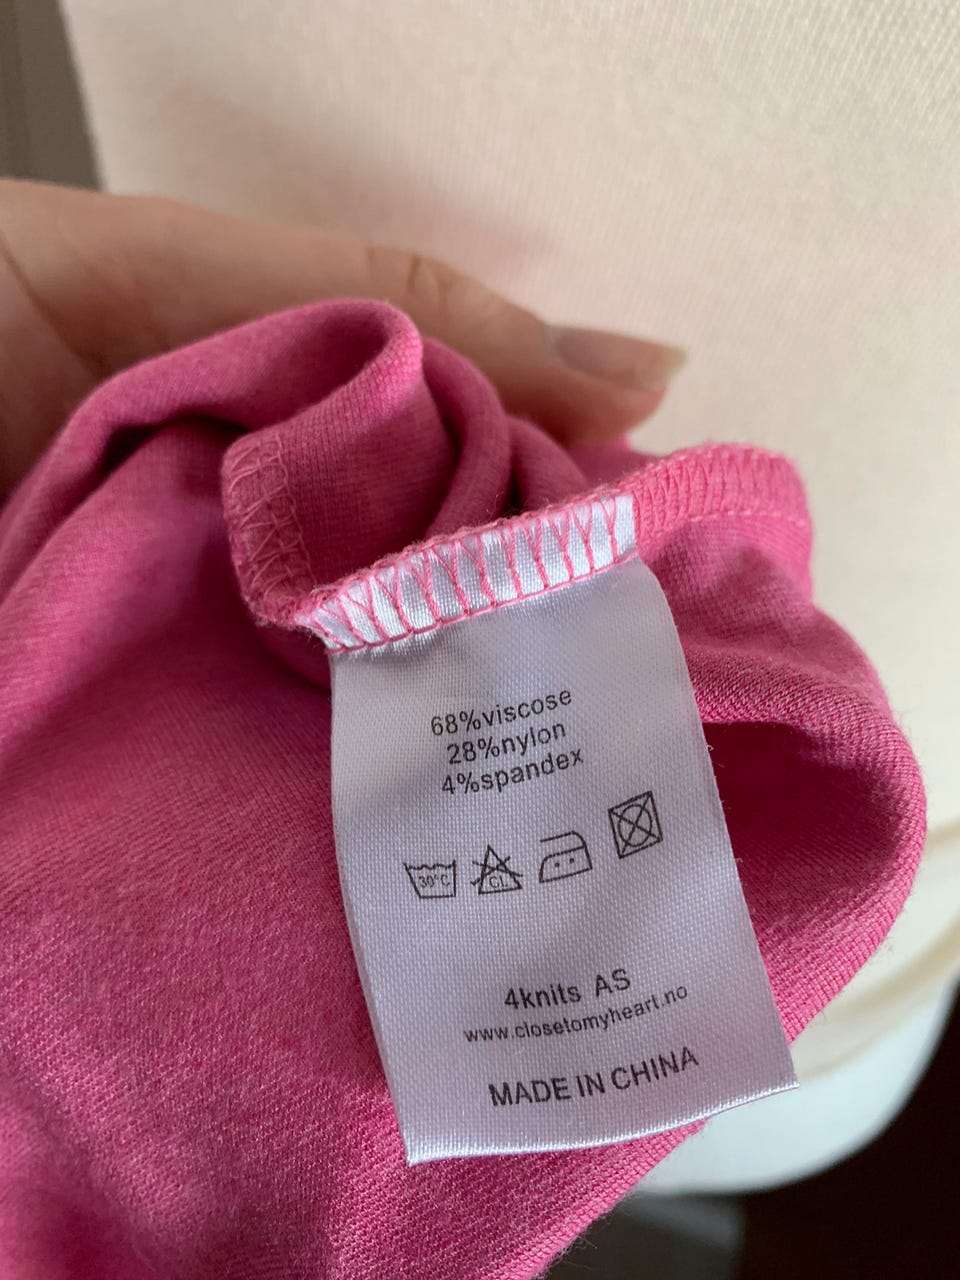 68%viscose
28%nylon
4%spandex
30°C CL
4knits AS
www.closetomyheart.no
MADE IN CHINA